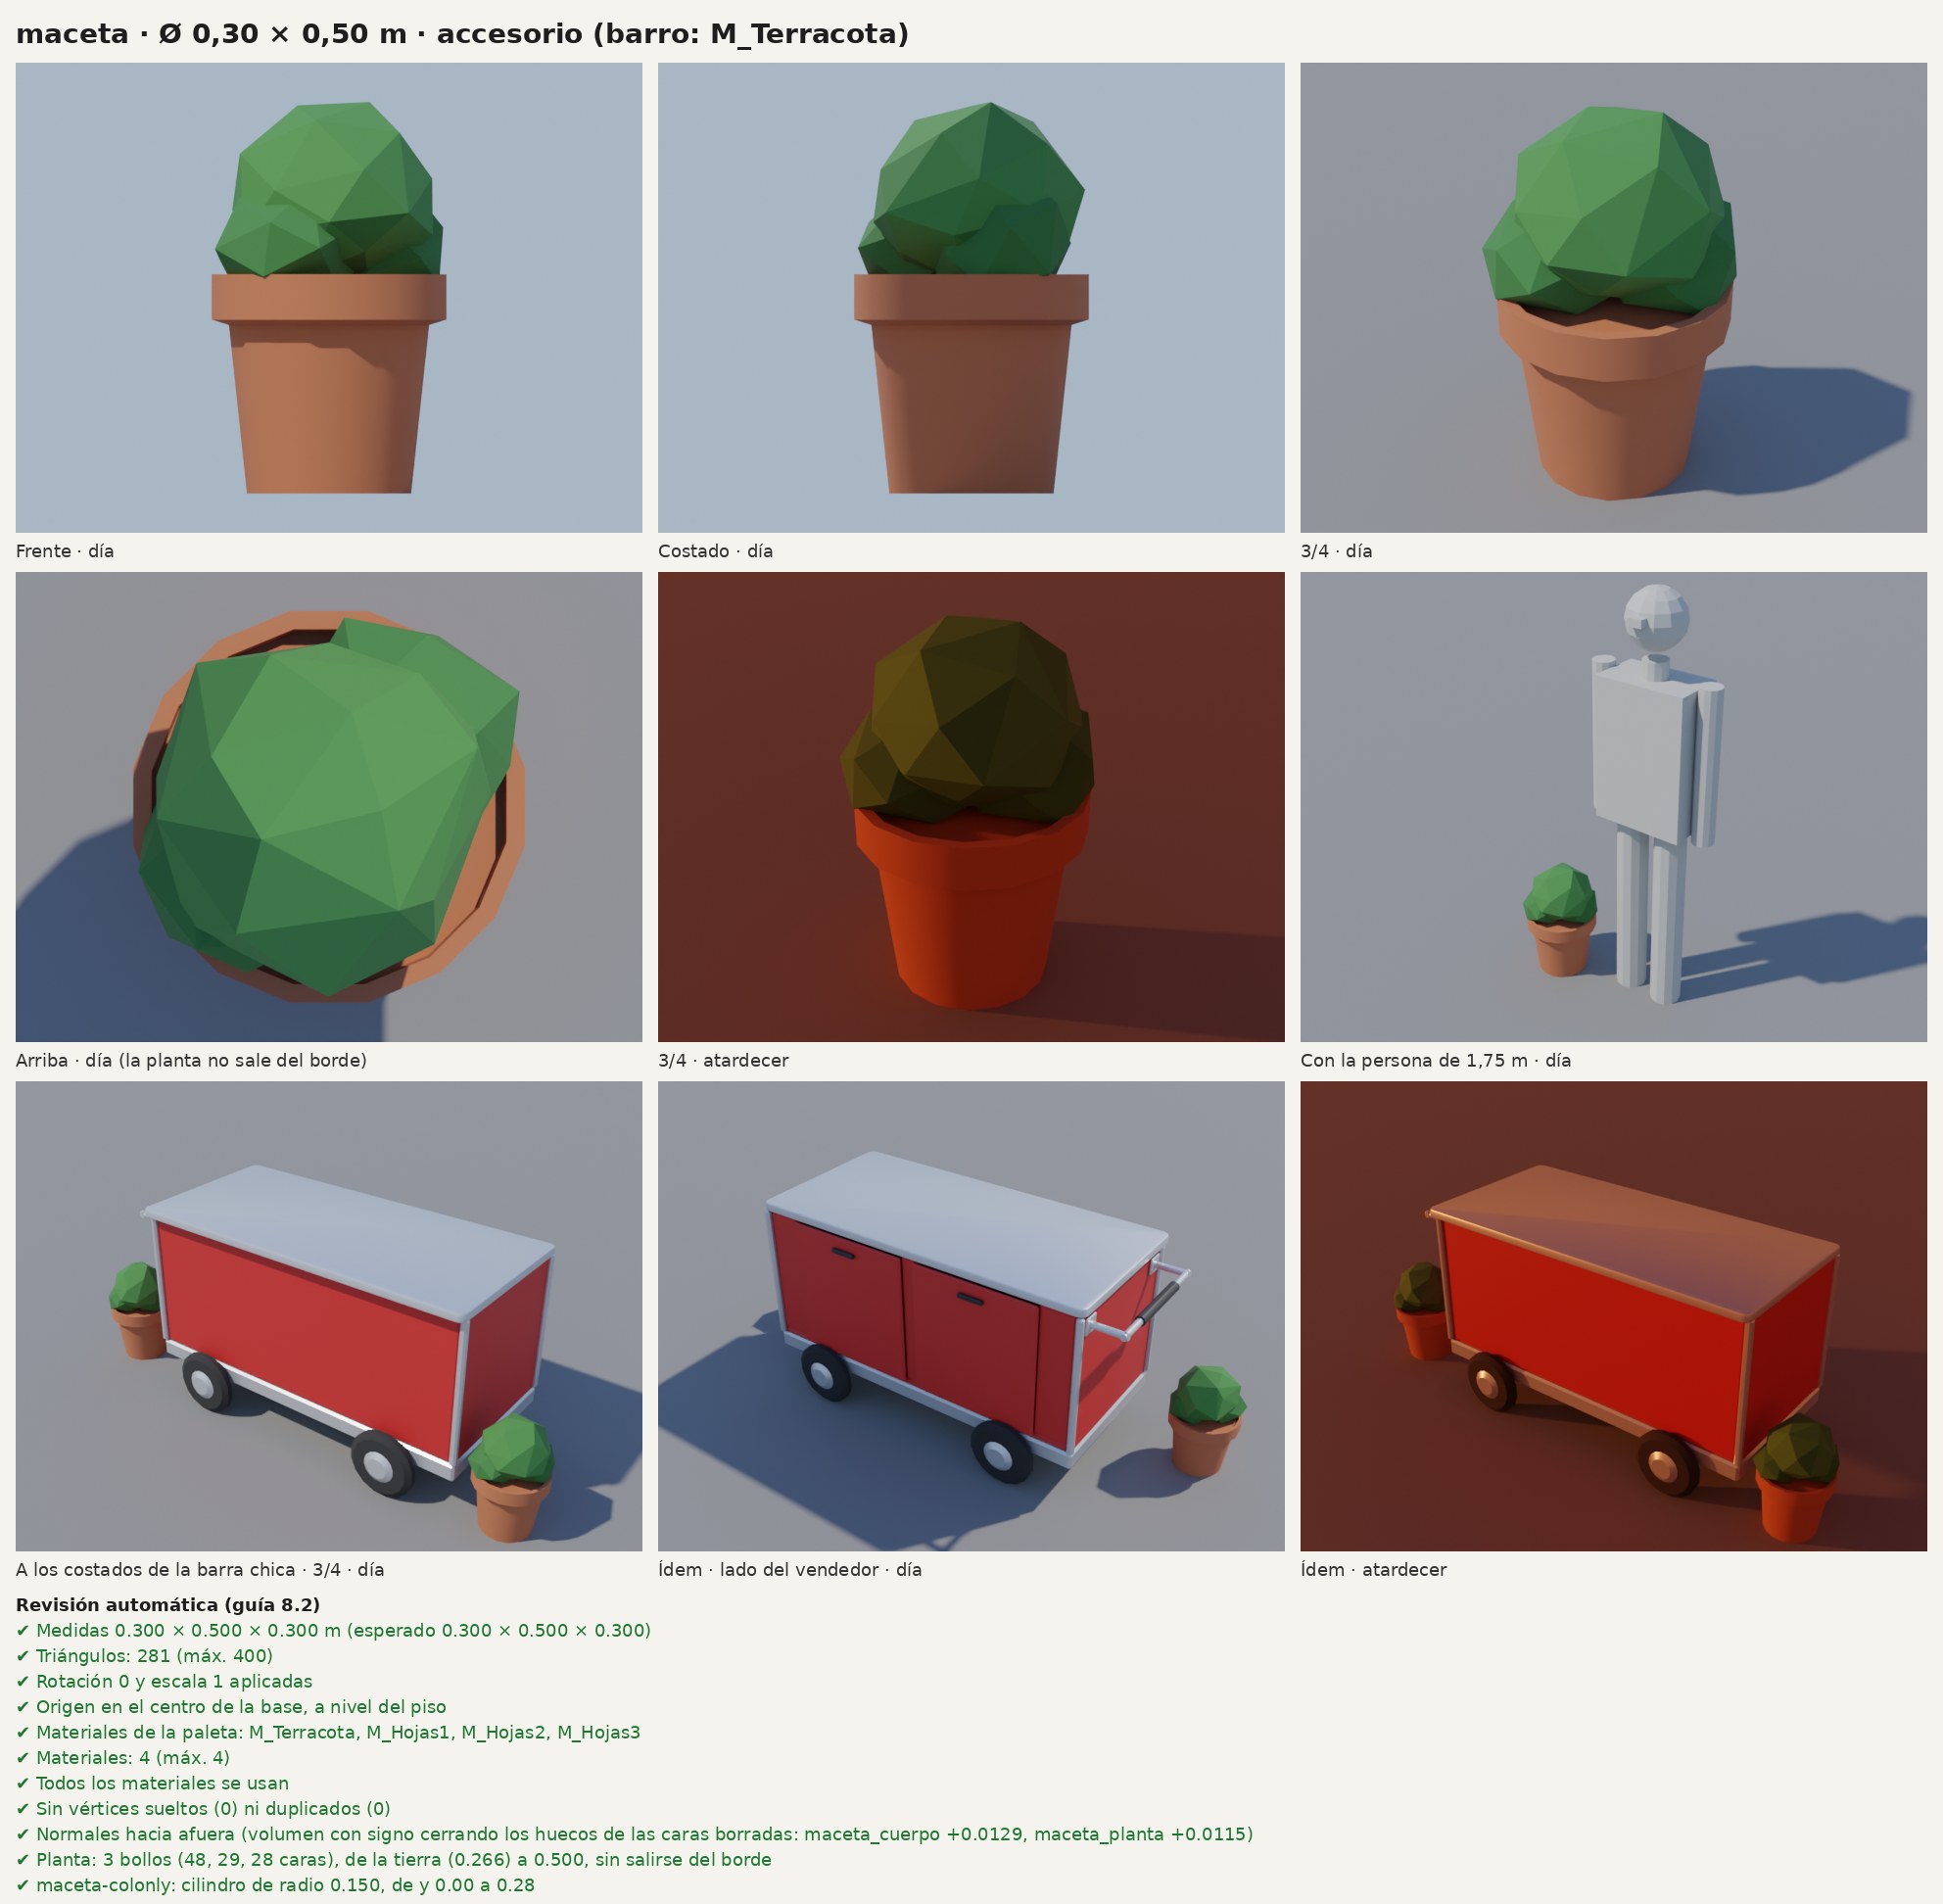 maceta · Ø 0,30 × 0,50 m · accesorio (barro: M_Terracota)
Frente · día
Costado · día
3/4 · día
Arriba · día (la planta no sale del borde)
3/4 · atardecer
Con la persona de 1,75 m · día
A los costados de la barra chica · 3/4 · día
Ídem · lado del vendedor · día
Ídem · atardecer
Revisión automática (guía 8.2)
✔ Medidas 0.300 × 0.500 × 0.300 m (esperado 0.300 × 0.500 × 0.300)
✔ Triángulos: 281 (máx. 400)
✔ Rotación 0 y escala 1 aplicadas
✔ Origen en el centro de la base, a nivel del piso
✔ Materiales de la paleta: M_Terracota, M_Hojas1, M_Hojas2, M_Hojas3
✔ Materiales: 4 (máx. 4)
✔ Todos los materiales se usan
✔ Sin vértices sueltos (0) ni duplicados (0)
✔ Normales hacia afuera (volumen con signo cerrando los huecos de las caras borradas: maceta_cuerpo +0.0129, maceta_planta +0.0115)
✔ Planta: 3 bollos (48, 29, 28 caras), de la tierra (0.266) a 0.500, sin salirse del borde
✔ maceta-colonly: cilindro de radio 0.150, de y 0.00 a 0.28